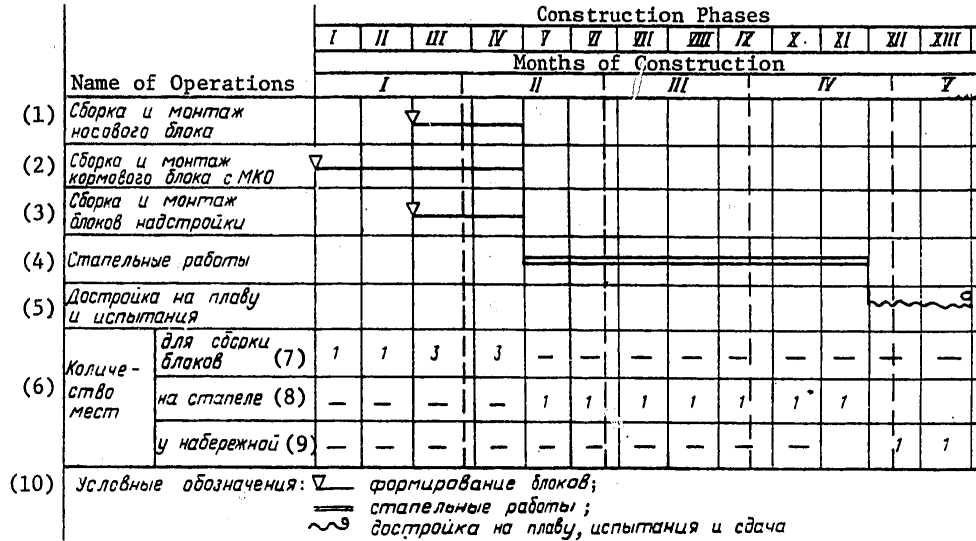 Construction Phases
I II III IV V VI VII VIII IX X XI XII XIII
Months of Construction
Name of Operations I II III IV V
(1) Сборка и монтаж
носового блока
(2) Сборка и монтаж
кормового блока с МКО
(3) Сборка и монтаж
блоков надстройки
(4) Стапельные работы
(5) Достройка на плаву
и испытания
(6) Количе-
ство
мест
для сборки
блоков (7) 1 1 3 3 — — — — — — — — —
на стапеле (8) — — — — 1 1 1 1 1 1 1 — —
у набережной (9) — — — — — — — — — — 1 1
(10) Условные обозначения: формирование блоков;
стапельные работы;
достройка на плаву, испытания и сдача